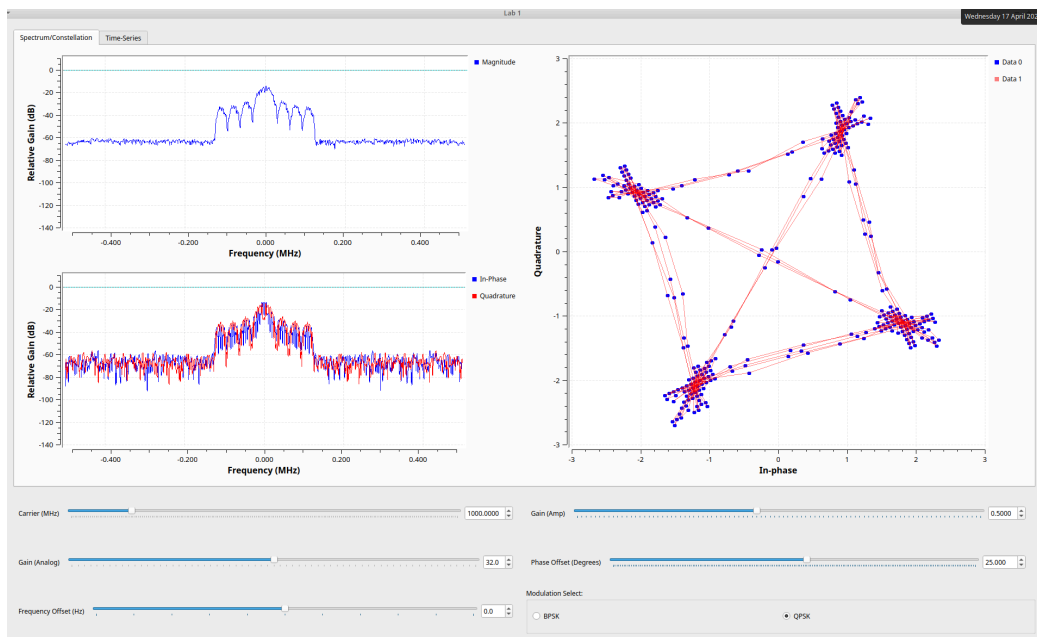 Lab 1
Wednesday 17 April 202
Spectrum/Constellation
Time-Series
0
-20
-40
-60
-80
-100
-120
-140
Relative Gain (dB)
-0.400
-0.200
0.000
0.200
0.400
Frequency (MHz)
Magnitude
0
-20
-40
-60
-80
-100
-120
-140
Relative Gain (dB)
-0.400
-0.200
0.000
0.200
0.400
Frequency (MHz)
In-Phase
Quadrature
3
2
1
0
-1
-2
-3
Quadrature
-3
-2
-1
0
1
2
3
In-phase
Data 0
Data 1
Carrier (MHz)
1000.0000
Gain (Amp)
0.5000
Gain (Analog)
32.0
Phase Offset (Degrees)
25.000
Frequency Offset (Hz)
0.0
Modulation Select:
BPSK
QPSK